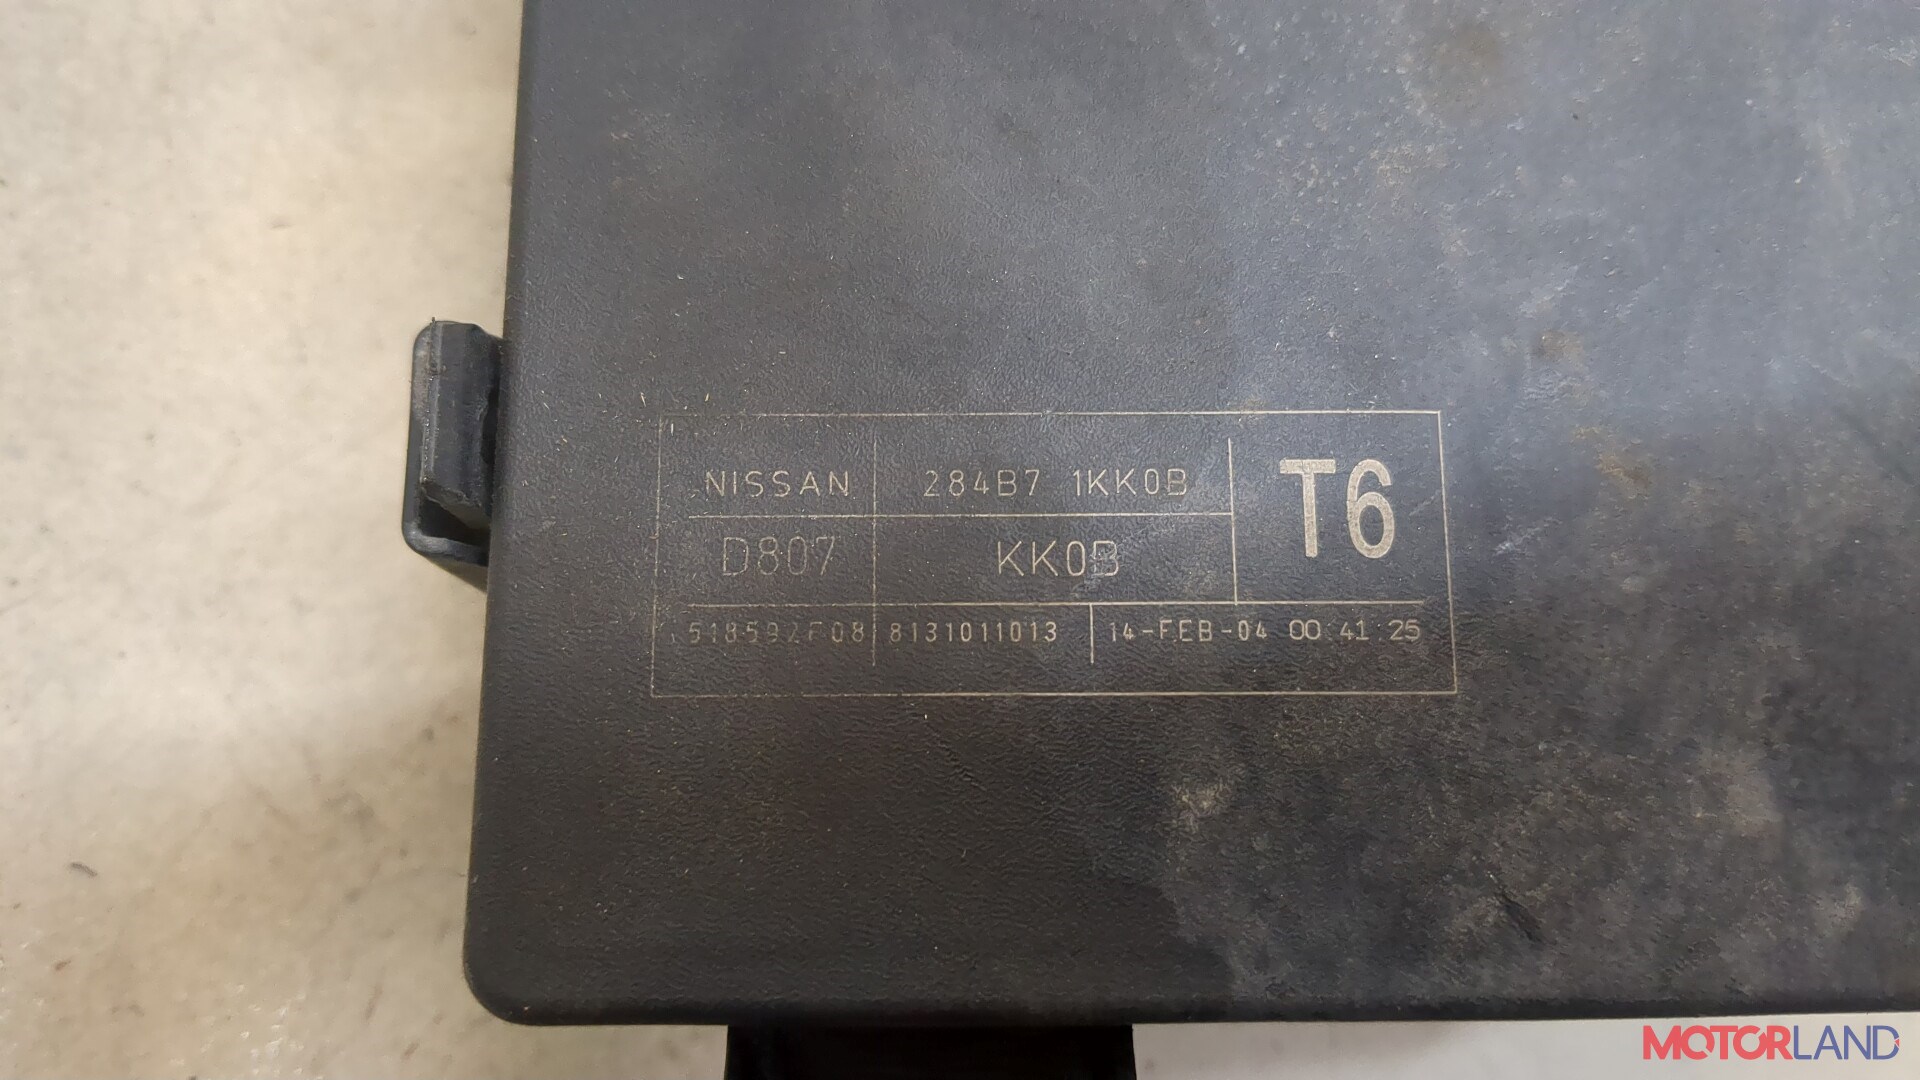 NISSAN 284B7 1KK0B T6
D807 KK0B
518592F08 8131011013 14-FEB-04 00:41:25
MOTORLAND